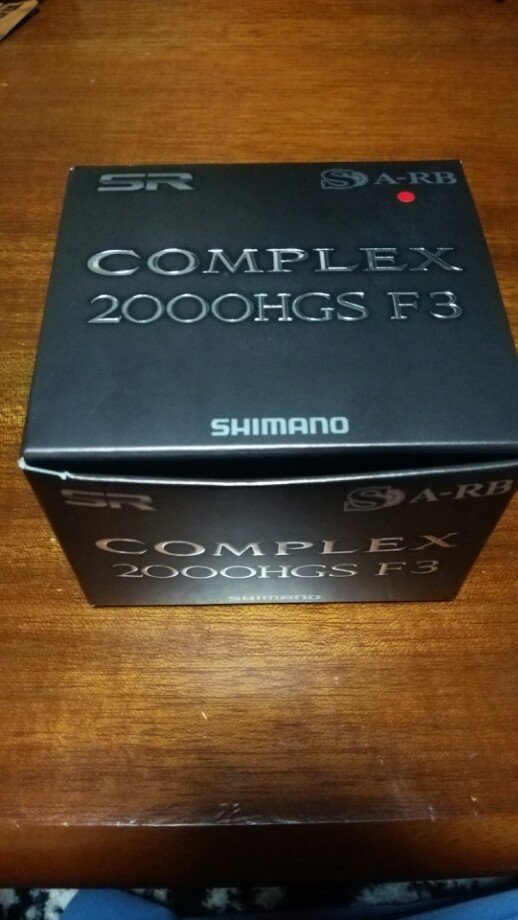 SR S A-RB
COMPLEX
2000HGS F3
SHIMANO
SR S A-RB
COMPLEX
2000HGS F3
SHIMANO